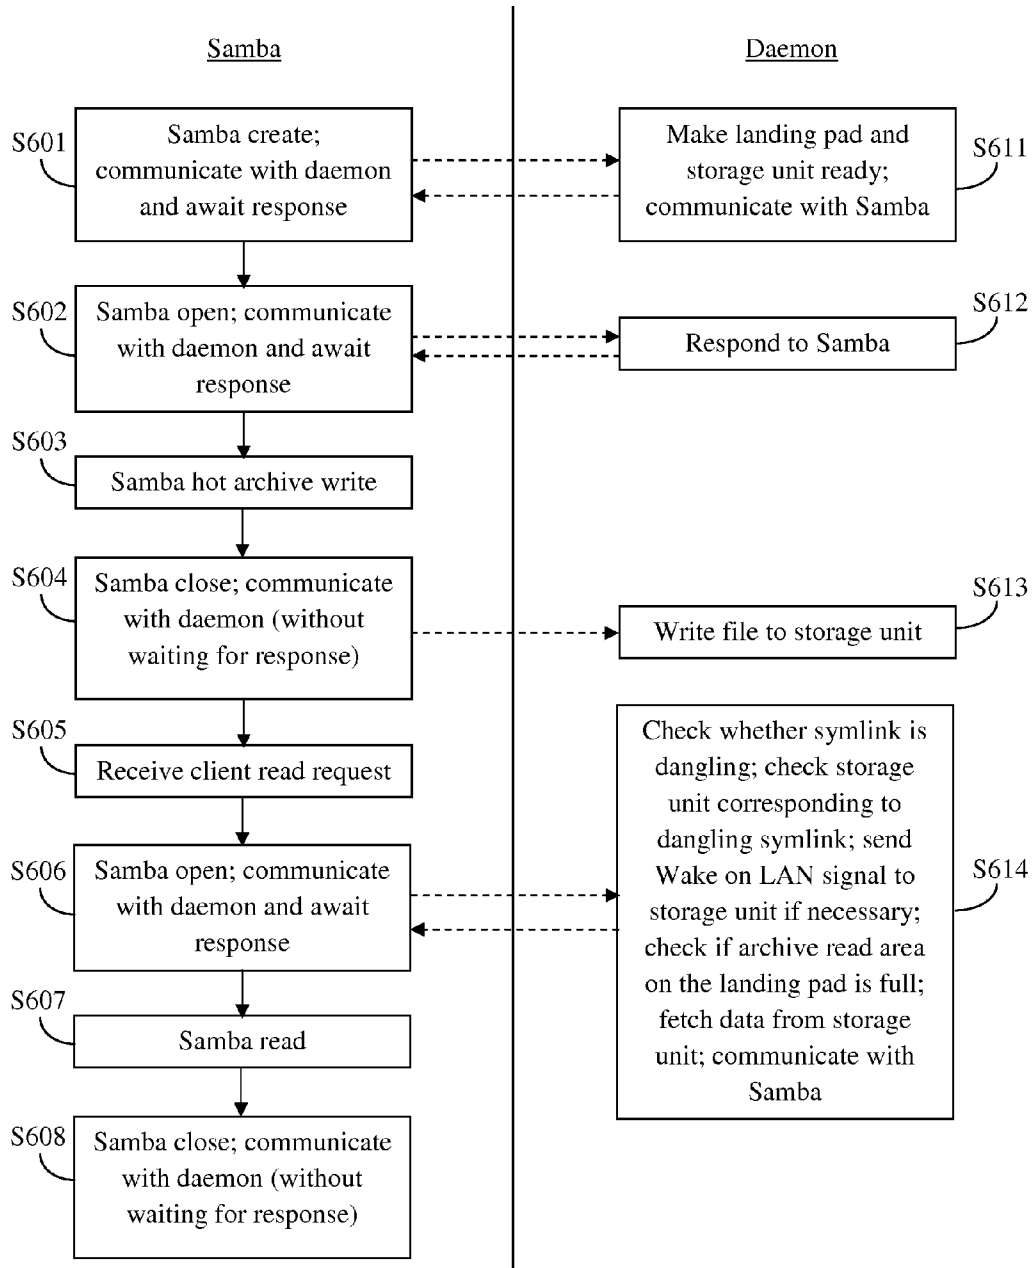 Samba
Daemon
S601
Samba create;
communicate with daemon
and await response
Make landing pad and
storage unit ready;
communicate with Samba
S611
S602
Samba open; communicate
with daemon and await
response
Respond to Samba
S612
S603
Samba hot archive write
S604
Samba close; communicate
with daemon (without
waiting for response)
Write file to storage unit
S613
S605
Receive client read request
S606
Samba open; communicate
with daemon and await
response
Check whether symlink is
dangling; check storage
unit corresponding to
dangling symlink; send
Wake on LAN signal to
storage unit if necessary;
check if archive read area
on the landing pad is full;
fetch data from storage
unit; communicate with
Samba
S614
S607
Samba read
S608
Samba close; communicate
with daemon (without
waiting for response)